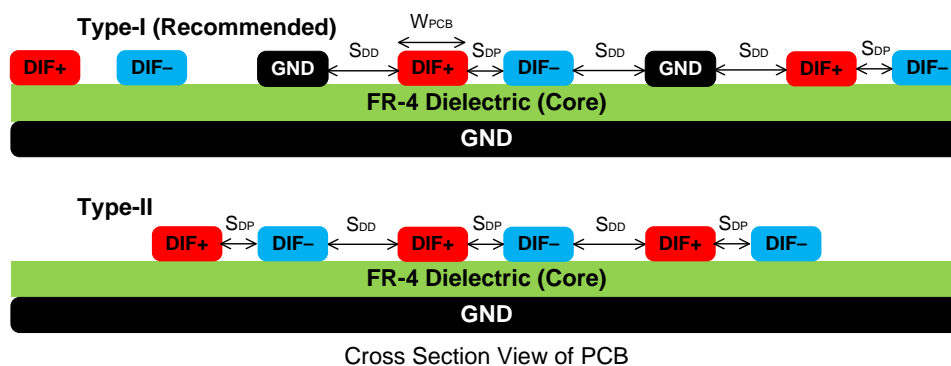 Type-I (Recommended)
WPCB
SDD SDP SDD SDD SDP
DIF+ DIF– GND DIF+ DIF– GND DIF+ DIF–
FR-4 Dielectric (Core)
GND
Type-II
SDP SDD SDP SDD SDP
DIF+ DIF– DIF+ DIF– DIF+ DIF–
FR-4 Dielectric (Core)
GND
Cross Section View of PCB